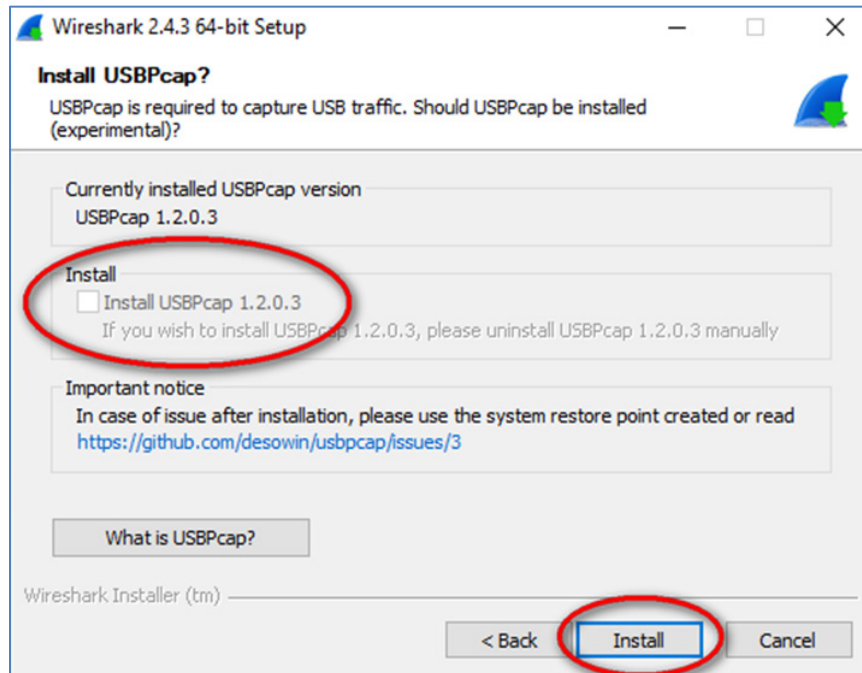 Wireshark 2.4.3 64-bit Setup
Install USBPcap?
USBPcap is required to capture USB traffic. Should USBPcap be installed
(experimental)?
Currently installed USBPcap version
USBPcap 1.2.0.3
Install
Install USBPcap 1.2.0.3
If you wish to install USBPcap 1.2.0.3, please uninstall USBPcap 1.2.0.3 manually
Important notice
In case of issue after installation, please use the system restore point created or read
https://github.com/desowin/usbpcap/issues/3
What is USBPcap?
Wireshark Installer (tm)
< Back Install Cancel